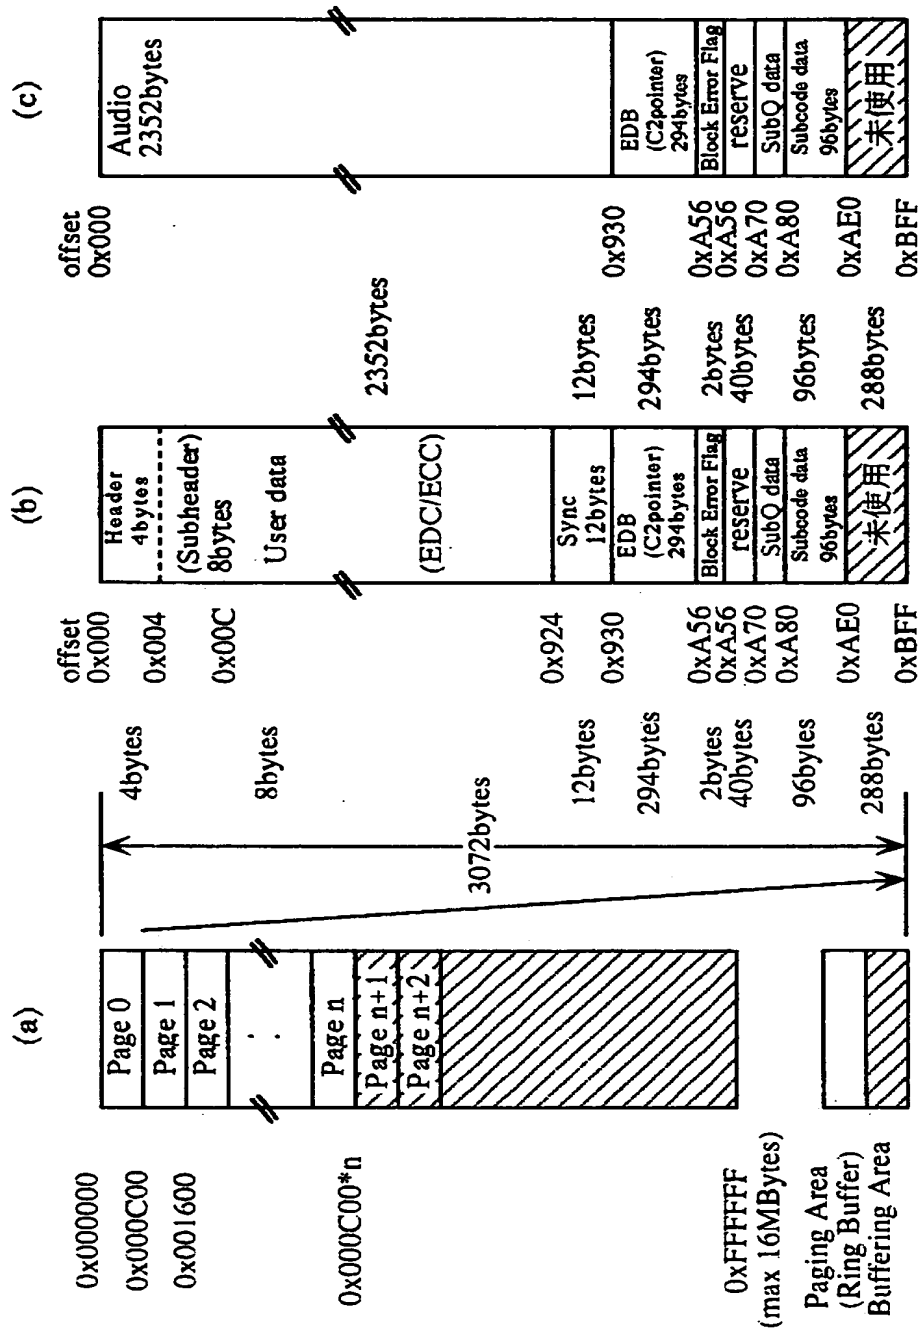 (a)
0x000000
0x000C00
0x001600
0x000C00*n
0xFFFFFF
(max 16MBytes)
Paging Area
(Ring Buffer)
Buffering Area
Page 0
Page 1
Page 2
Page n
Page n+1
Page n+2
3072bytes
(b)
4bytes
8bytes
12bytes
294bytes
2bytes
40bytes
96bytes
288bytes
offset
0x000
0x004
0x00C
0x924
0x930
0xA56
0xA56
0xA70
0xA80
0xAE0
0xBFF
Header
4bytes
(Subheader)
8bytes
User data
(EDC/ECC)
Sync
12bytes
EDB
(C2pointer)
294bytes
Block Error Flag
reserve
SubQ data
Subcode data
96bytes
未使用
(c)
2352bytes
12bytes
294bytes
2bytes
40bytes
96bytes
288bytes
offset
0x000
0x930
0xA56
0xA56
0xA70
0xA80
0xAE0
0xBFF
Audio
2352bytes
EDB
(C2pointer)
294bytes
Block Error Flag
reserve
SubQ data
Subcode data
96bytes
未使用